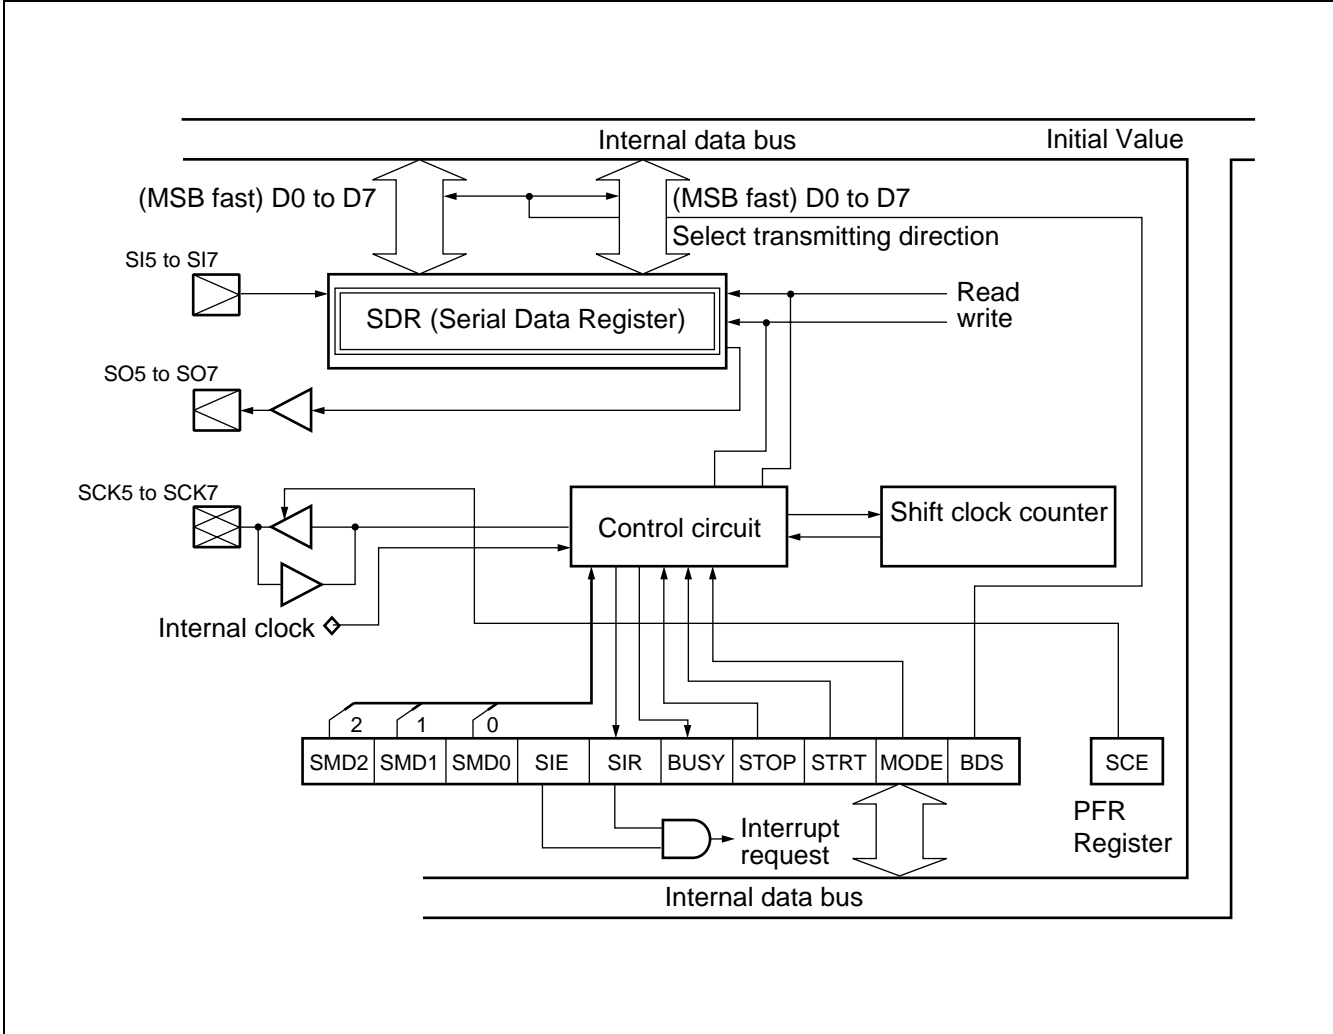 Internal data bus
Initial Value
(MSB fast) D0 to D7
(MSB fast) D0 to D7
Select transmitting direction
SI5 to SI7
Read
write
SDR (Serial Data Register)
SO5 to SO7
SCK5 to SCK7
Control circuit
Shift clock counter
Internal clock
2 1 0
SMD2 SMD1 SMD0 SIE SIR BUSY STOP STRT MODE BDS
SCE
PFR
Register
Interrupt
request
Internal data bus